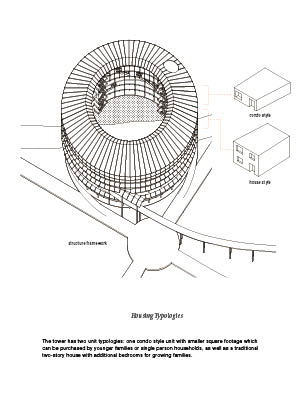 condo style
house style
structure framework
Housing Typologies
The tower has two unit typologies: one condo style unit with smaller square footage which
can be purchased by younger families or single parson households, as well as a traditional
two-story house with additional bedrooms for growing families.